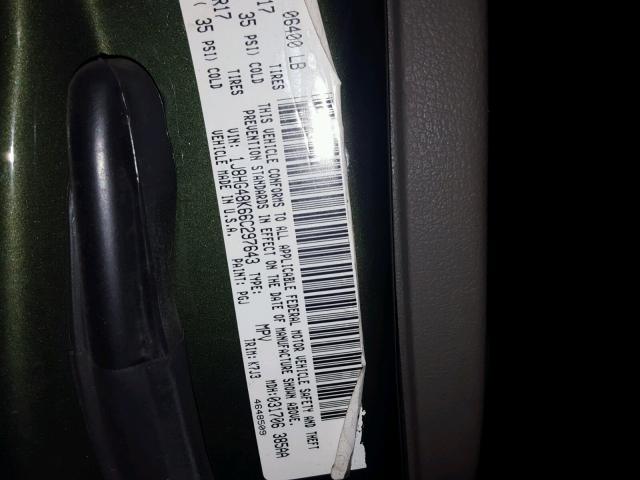 06400 LB
R17 TIRES 35 PSI) COLD
R17 TIRES 35 PSI) COLD
THIS VEHICLE CONFORMS TO ALL APPLICABLE FEDERAL MOTOR VEHICLE SAFETY AND THEFT
PREVENTION STANDARDS IN EFFECT ON THE DATE OF MANUFACTURE SHOWN ABOVE.
VIN: 1J8HG48K66C297643 TYPE: MPV MDH:031706 385AA
VEHICLE MADE IN U.S.A. PAINT: PGJ TRIM: K7J3 4648509